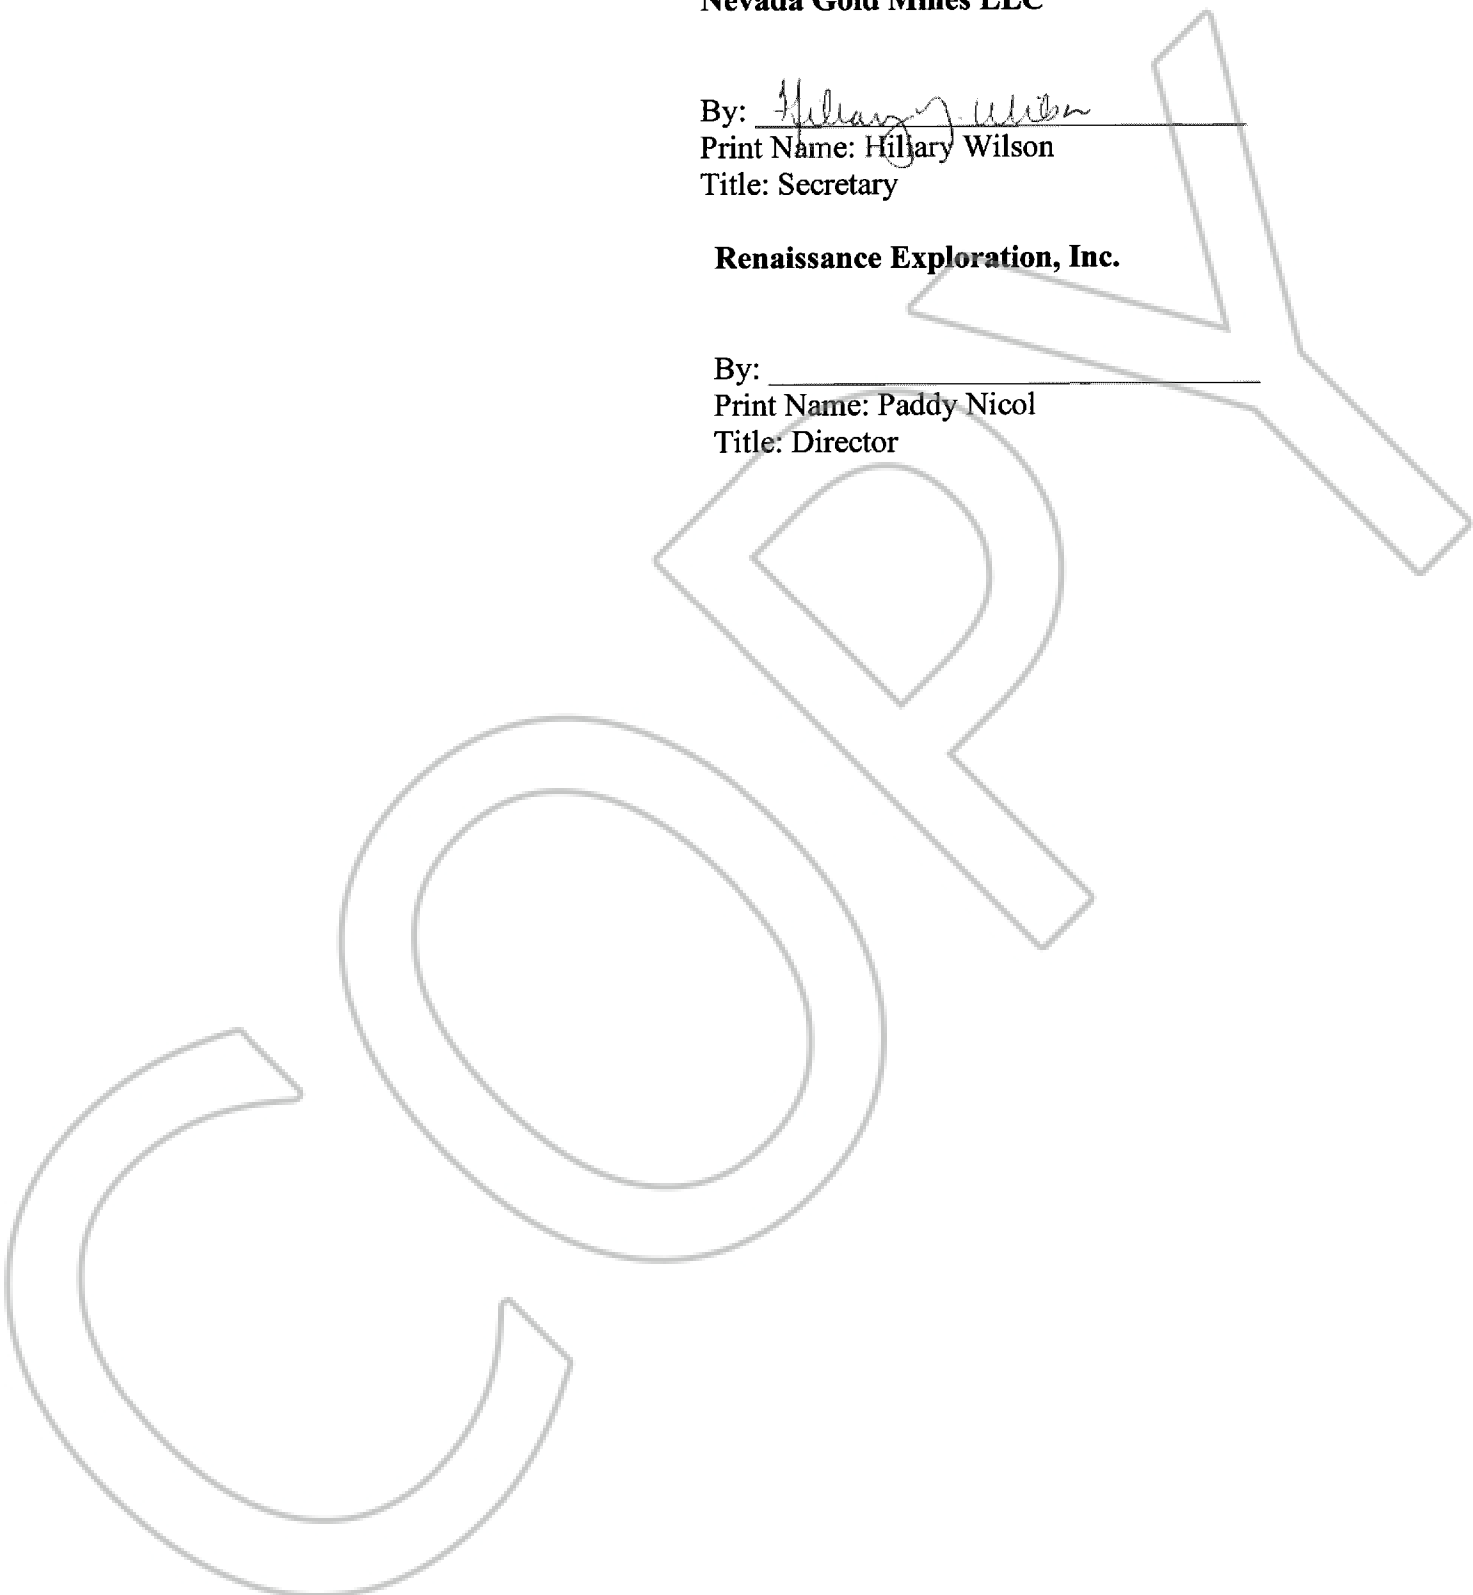 Nevada Gold Mines LLC
By: Hillary J. Wilson
Print Name: Hillary Wilson
Title: Secretary
Renaissance Exploration, Inc.
By:
Print Name: Paddy Nicol
Title: Director
COPY